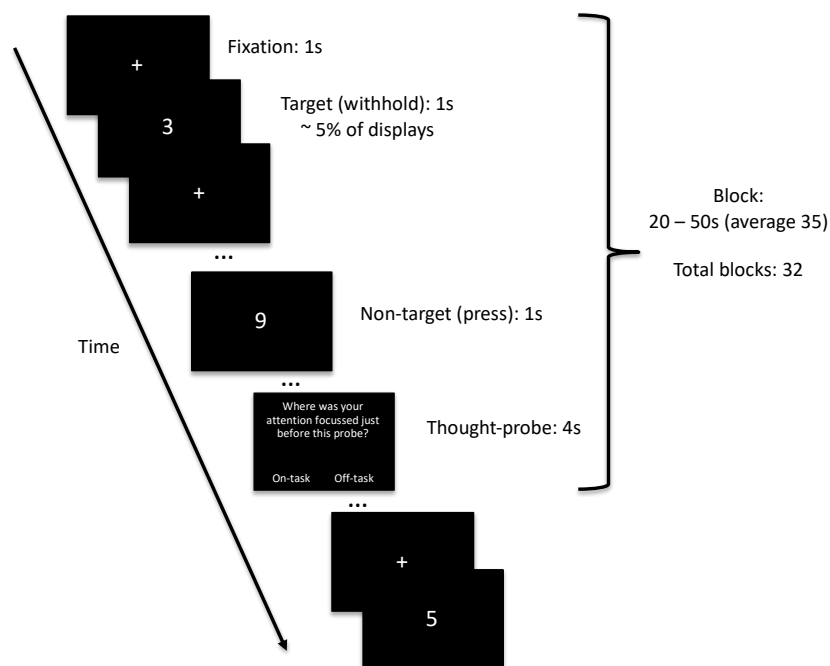 +
Fixation: 1s
3
Target (withhold): 1s
~ 5% of displays
+
...
Block:
20 – 50s (average 35)
Total blocks: 32
9
Non-target (press): 1s
Time
...
Where was your
attention focussed just
before this probe?
On-task Off-task
Thought-probe: 4s
...
+
5